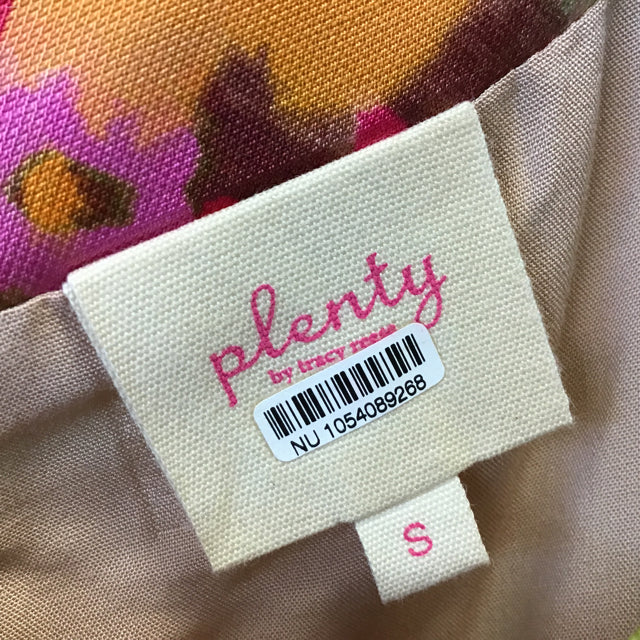 plenty
by tracy reese
NU 1054089268
S